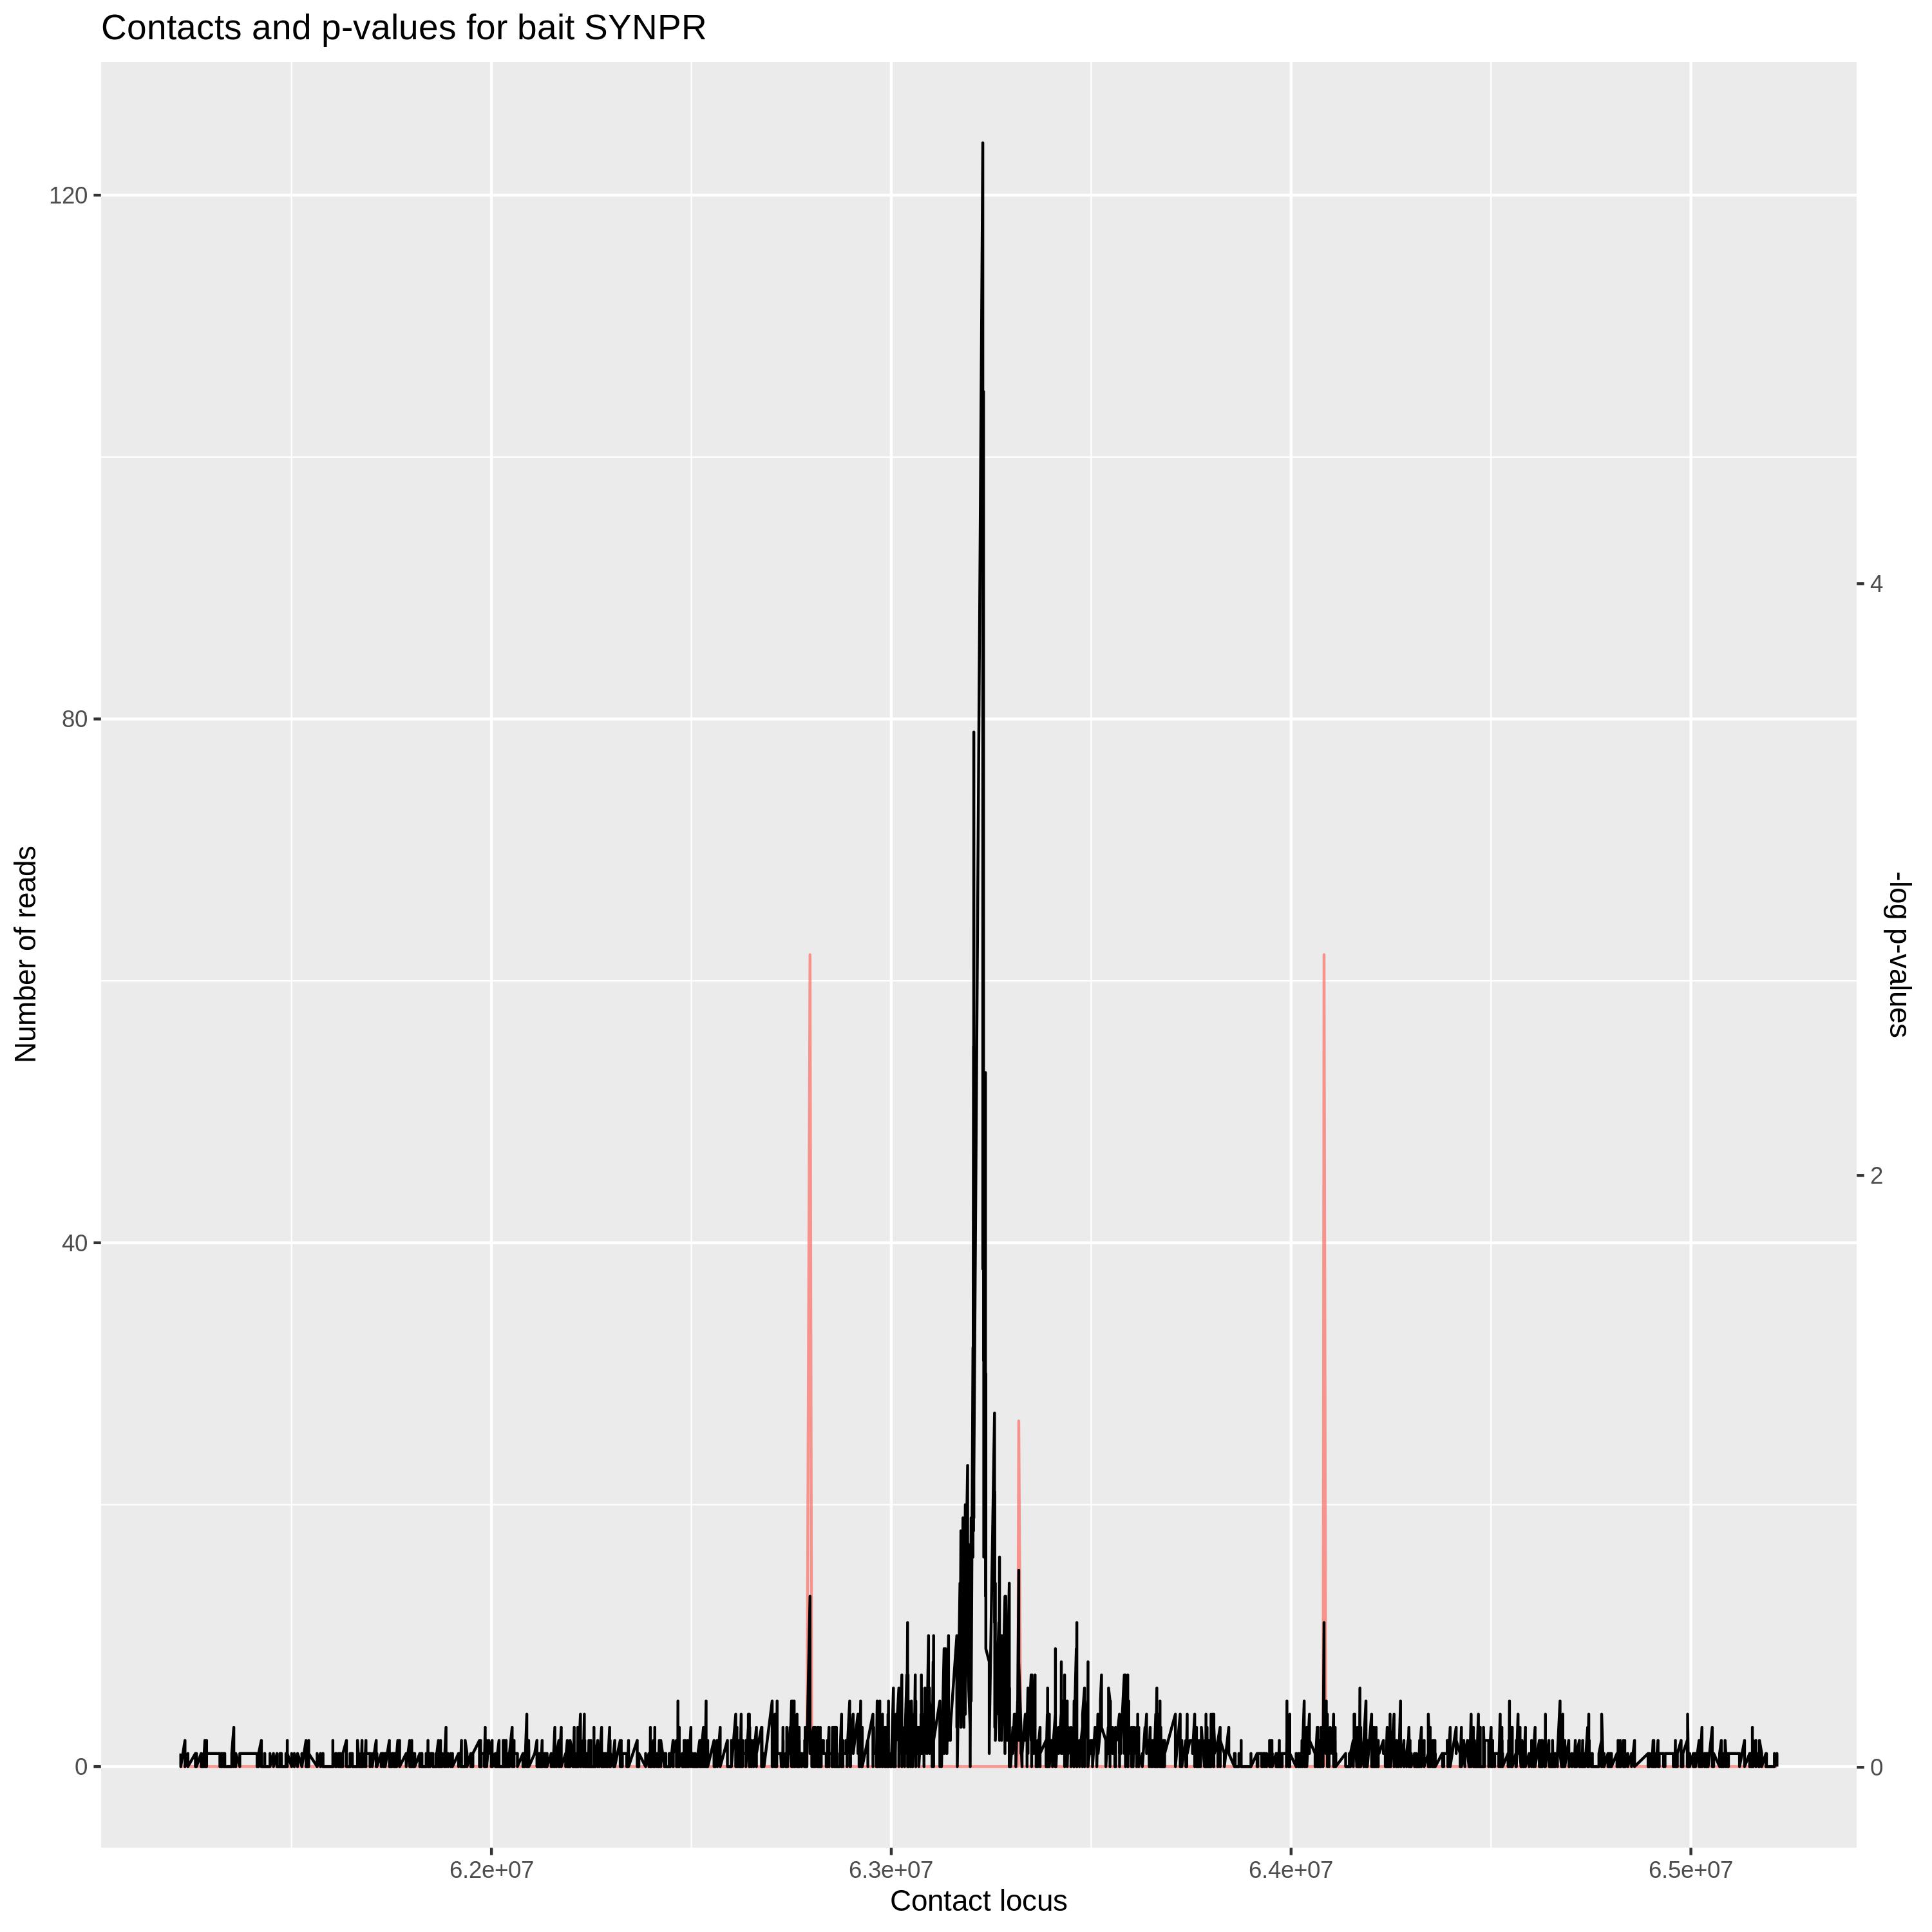 Contacts and p-values for bait SYNPR
120
80
40
0
Number of reads
4
2
0
-log p-values
6.2e+07
6.3e+07
6.4e+07
6.5e+07
Contact locus